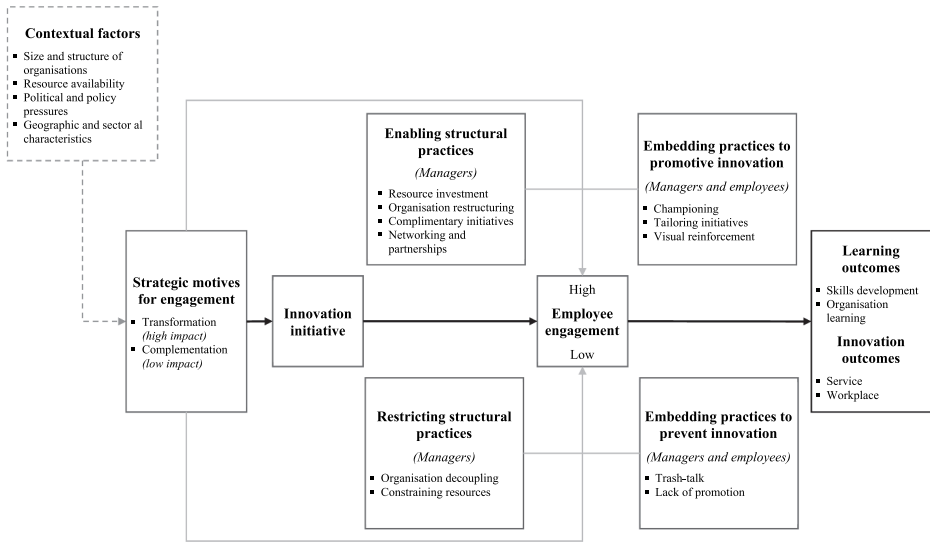 Contextual factors
▪ Size and structure of
organisations
▪ Resource availability
▪ Political and policy
pressures
▪ Geographic and sector al
characteristics
Strategic motives
for engagement
▪ Transformation
(high impact)
▪ Complementation
(low impact)
Innovation
initiative
Enabling structural
practices
(Managers)
▪ Resource investment
▪ Organisation restructuring
▪ Complimentary initiatives
▪ Networking and
partnerships
Embedding practices to
promotive innovation
(Managers and employees)
▪ Championing
▪ Tailoring initiatives
▪ Visual reinforcement
High
Employee
engagement
Low
Restricting structural
practices
(Managers)
▪ Organisation decoupling
▪ Constraining resources
Embedding practices to
prevent innovation
(Managers and employees)
▪ Trash-talk
▪ Lack of promotion
Learning
outcomes
▪ Skills development
▪ Organisation
learning
Innovation
outcomes
▪ Service
▪ Workplace